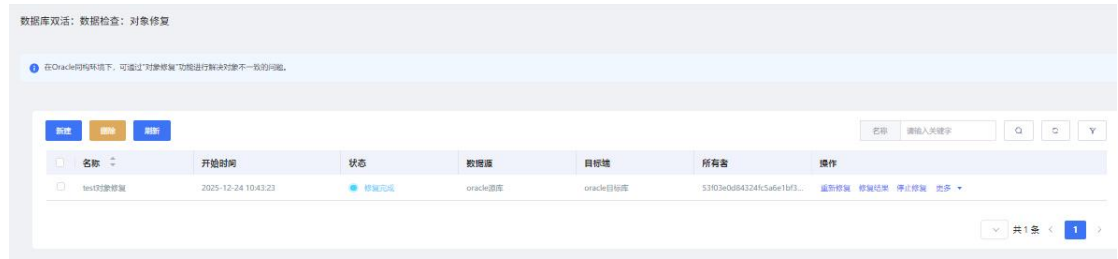 数据库双活：数据检查：对象修复
在Oracle同构环境下，可通过"对象修复"功能进行解决对象不一致的问题。
新建 删除 刷新 名称 请输入关键字
名称 开始时间 状态 数据源 目标端 所有者 操作
test对象修复 2025-12-24 10:43:23 修复完成 oracle源库 oracle目标库 53f03e0d84324fc5a6e1bf3... 重新修复 修复结果 停止修复 更多
共1条 1